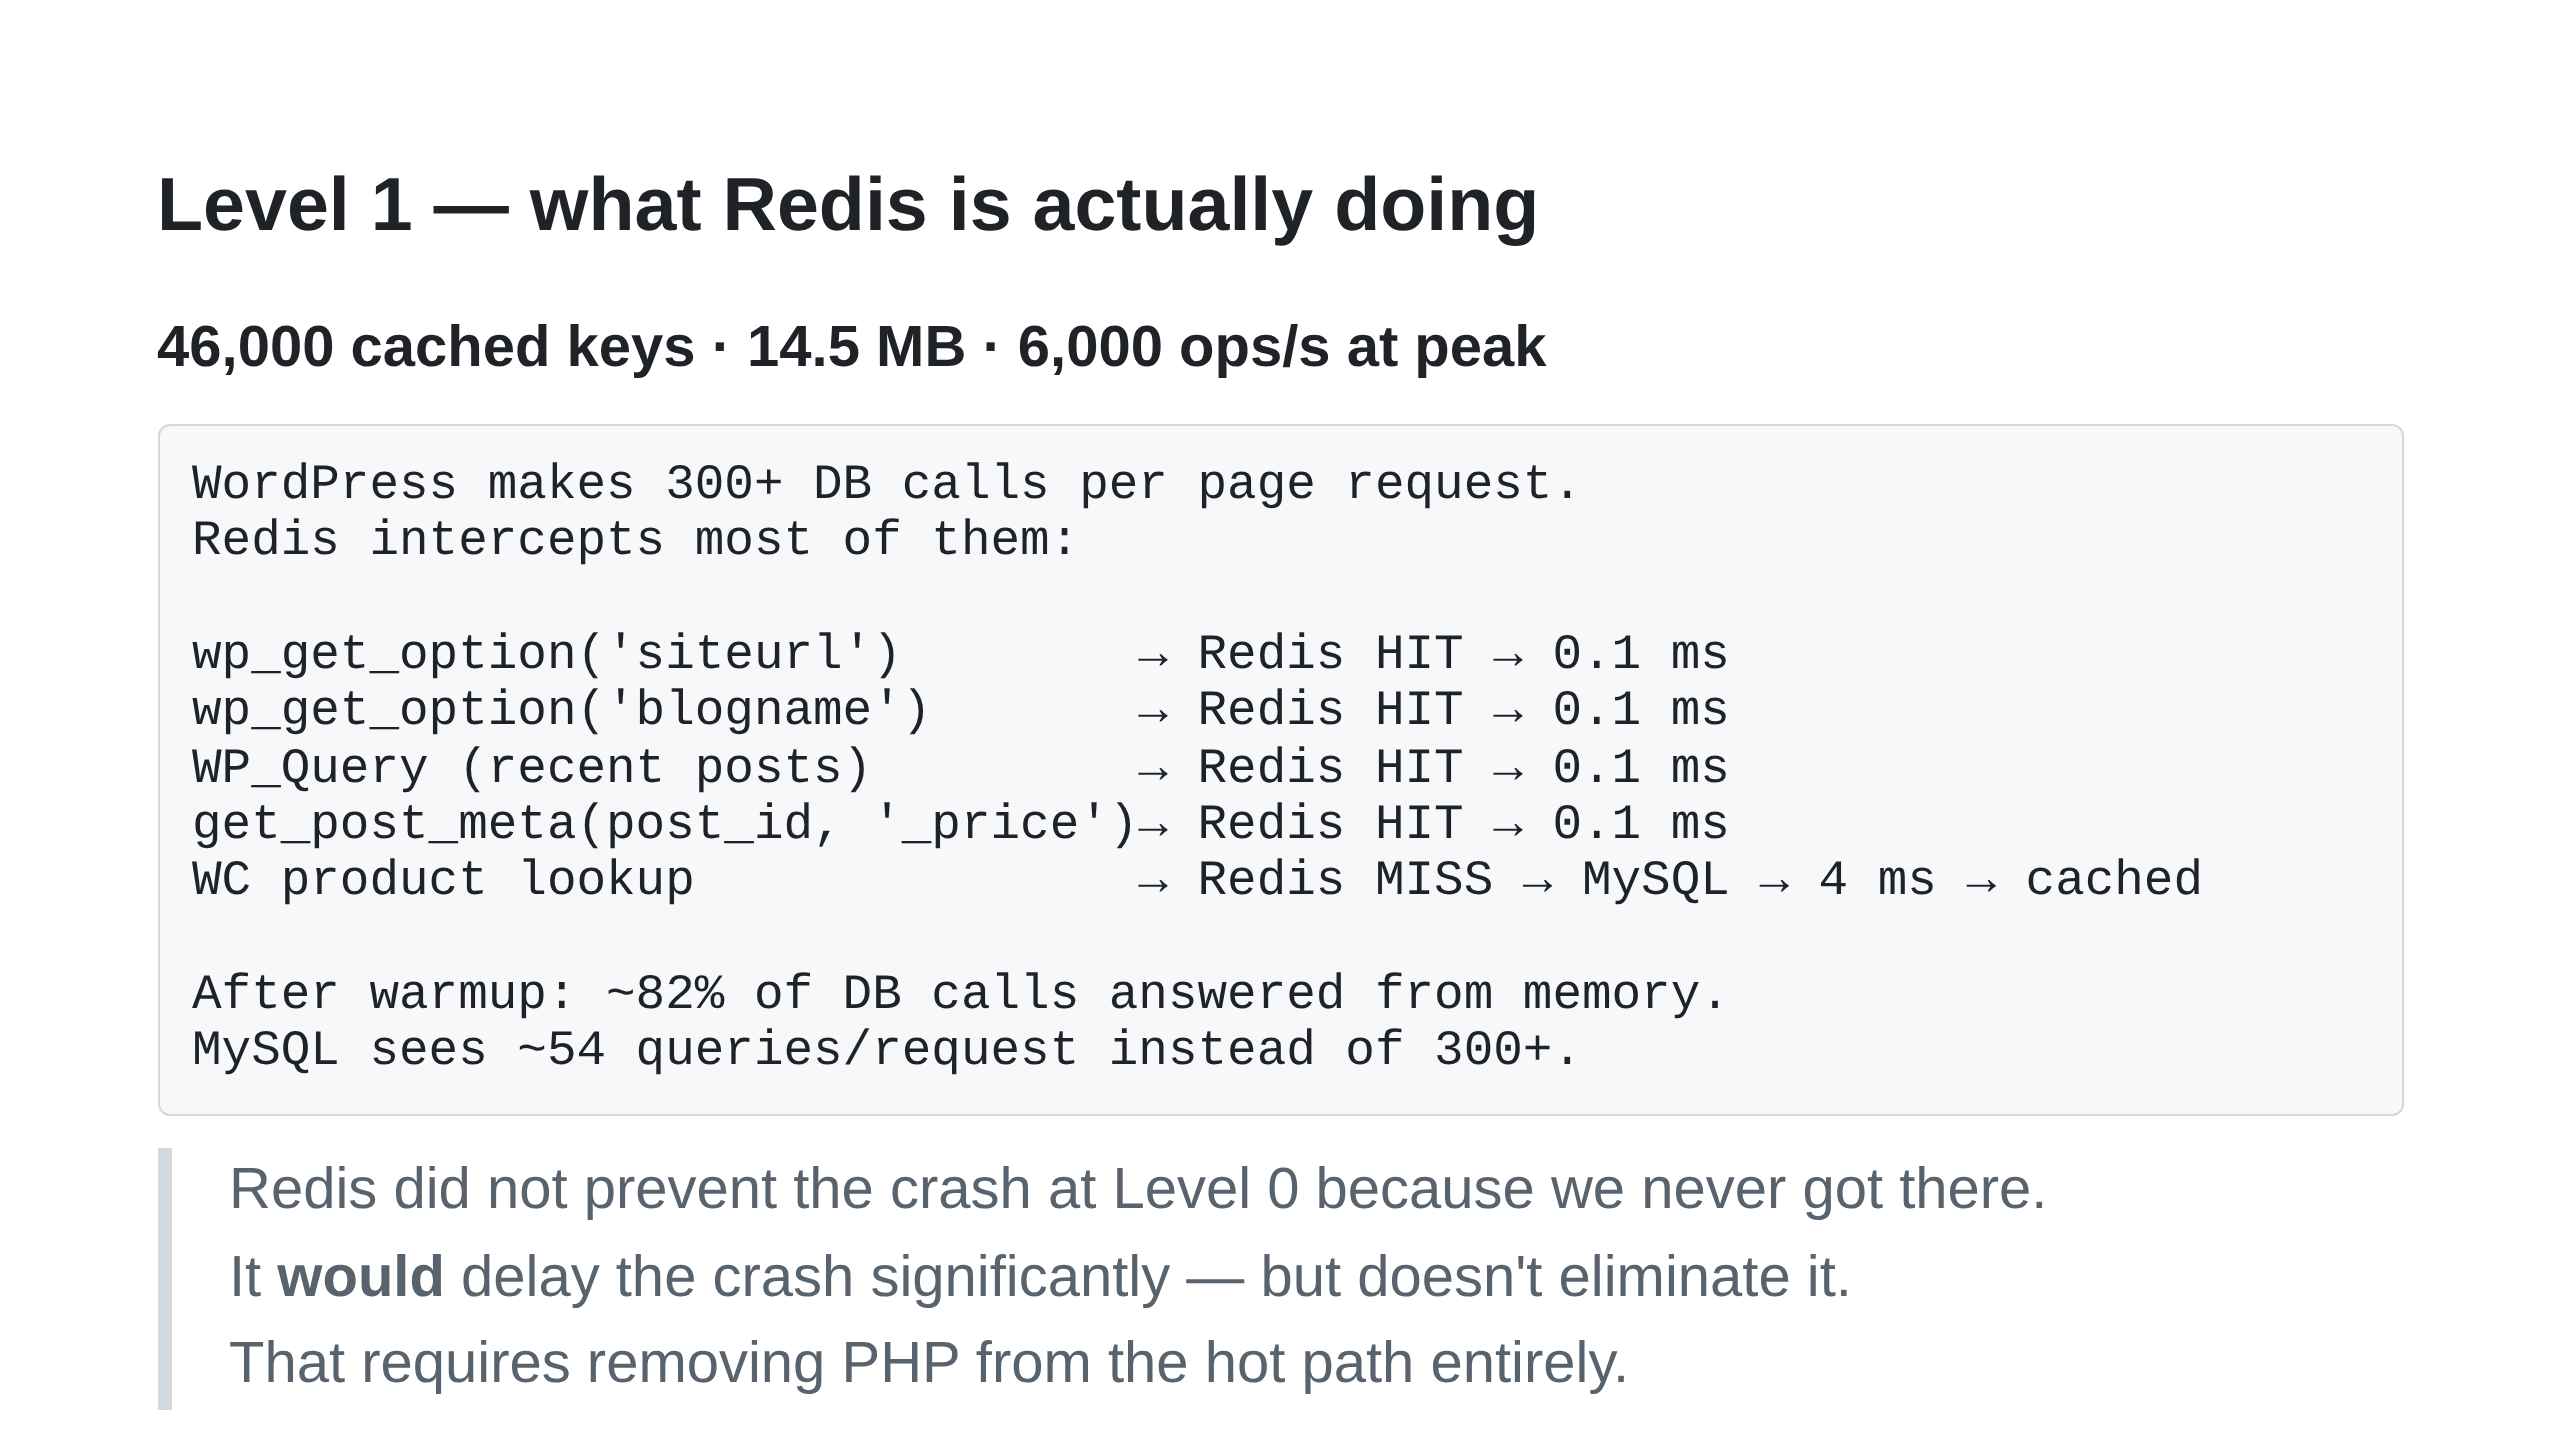 Level 1 — what Redis is actually doing
46,000 cached keys · 14.5 MB · 6,000 ops/s at peak
WordPress makes 300+ DB calls per page request.
Redis intercepts most of them:
wp_get_option('siteurl')        → Redis HIT → 0.1 ms
wp_get_option('blogname')       → Redis HIT → 0.1 ms
WP_Query (recent posts)         → Redis HIT → 0.1 ms
get_post_meta(post_id, '_price')→ Redis HIT → 0.1 ms
WC product lookup               → Redis MISS → MySQL → 4 ms → cached
After warmup: ~82% of DB calls answered from memory.
MySQL sees ~54 queries/request instead of 300+.
Redis did not prevent the crash at Level 0 because we never got there.
It would delay the crash significantly — but doesn't eliminate it.
That requires removing PHP from the hot path entirely.